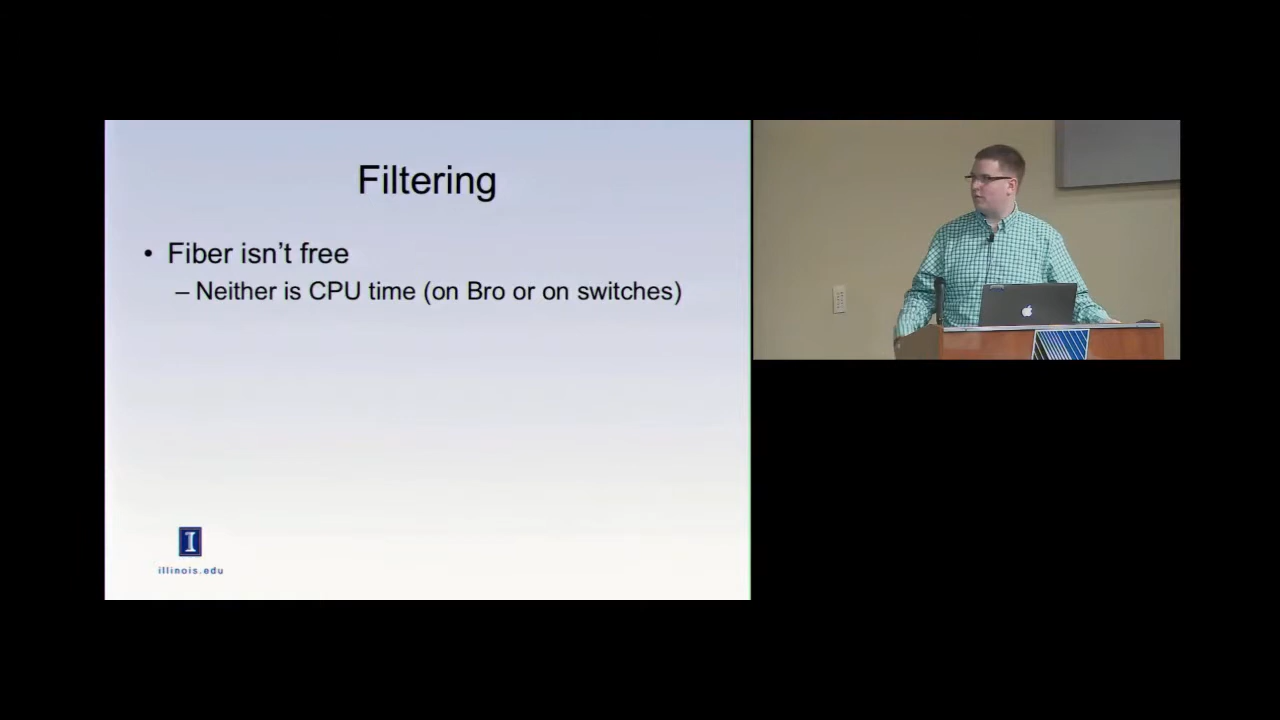 Filtering
• Fiber isn't free
– Neither is CPU time (on Bro or on switches)
I
illinois.edu